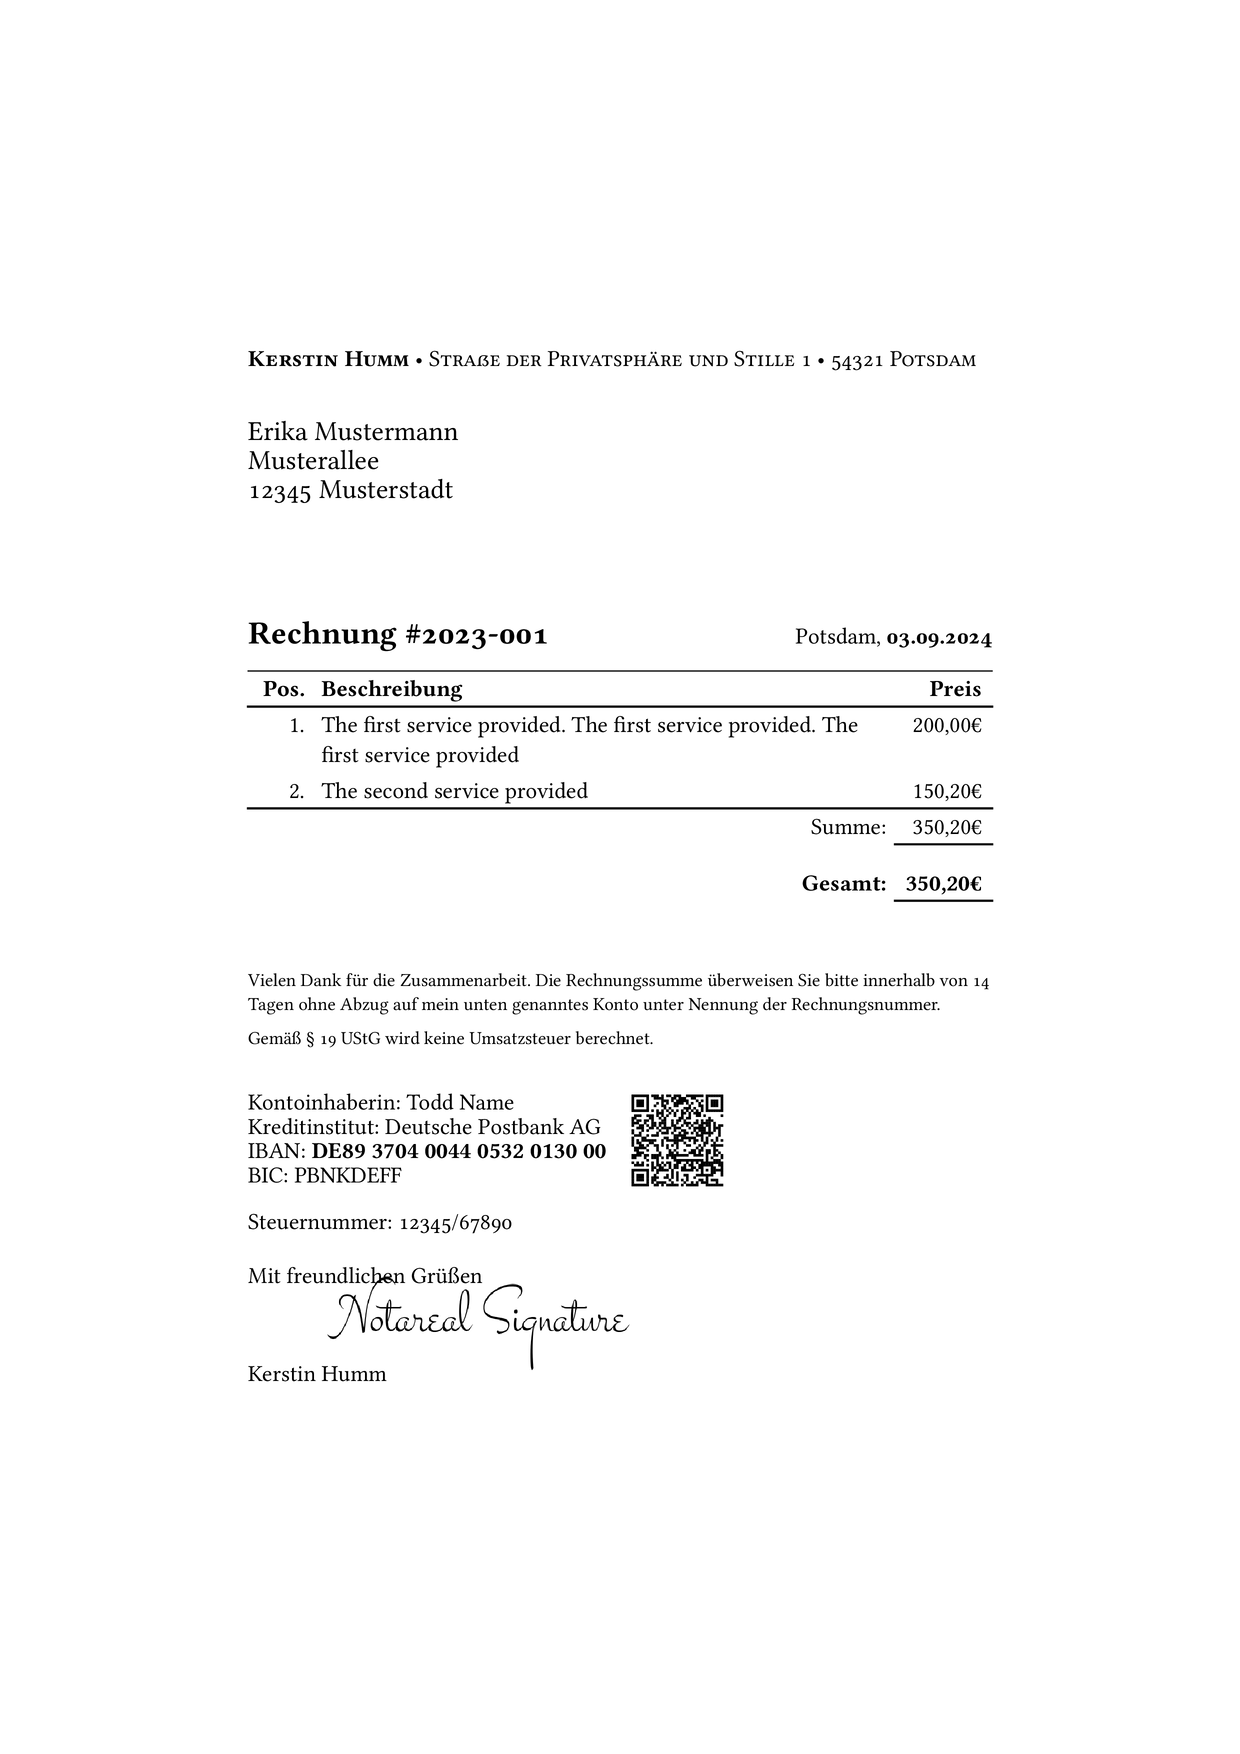 Kerstin Humm • Straße der Privatsphäre und Stille 1 • 54321 Potsdam
Erika Mustermann
Musterallee
12345 Musterstadt
Rechnung #2023-001 Potsdam, 03.09.2024
Pos. Beschreibung Preis
1. The first service provided. The first service provided. The 200,00€
first service provided
2. The second service provided 150,20€
Summe: 350,20€
Gesamt: 350,20€
Vielen Dank für die Zusammenarbeit. Die Rechnungssumme überweisen Sie bitte innerhalb von 14
Tagen ohne Abzug auf mein unten genanntes Konto unter Nennung der Rechnungsnummer.
Gemäß § 19 UStG wird keine Umsatzsteuer berechnet.
Kontoinhaberin: Todd Name
Kreditinstitut: Deutsche Postbank AG
IBAN: DE89 3704 0044 0532 0130 00
BIC: PBNKDEFF
Steuernummer: 12345/67890
Mit freundlichen Grüßen
Notareal Signature
Kerstin Humm